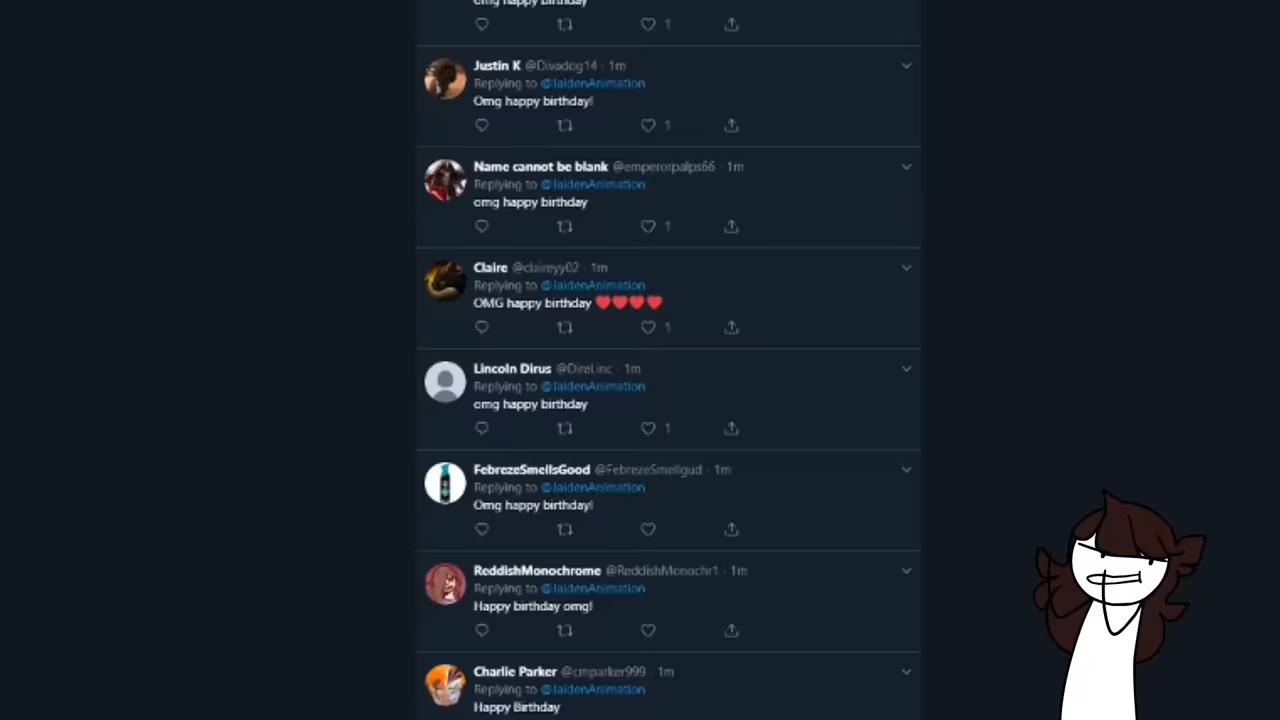 omg happy birthday
1
Justin K @Divadog14 · 1m
Replying to @JaidenAnimation
Omg happy birthday!
1
Name cannot be blank @emperorpalps66 · 1m
Replying to @JaidenAnimation
omg happy birthday
1
Claire @claireyy02 · 1m
Replying to @JaidenAnimation
OMG happy birthday ❤️❤️❤️❤️
1
Lincoln Dirus @DireLinc · 1m
Replying to @JaidenAnimation
omg happy birthday
1
FebrezeSmellsGood @FebrezeSmellgud · 1m
Replying to @JaidenAnimation
Omg happy birthday!
ReddishMonochrome @ReddishMonochr1 · 1m
Replying to @JaidenAnimation
Happy birthday omg!
Charlie Parker @cmparker999 · 1m
Replying to @JaidenAnimation
Happy Birthday